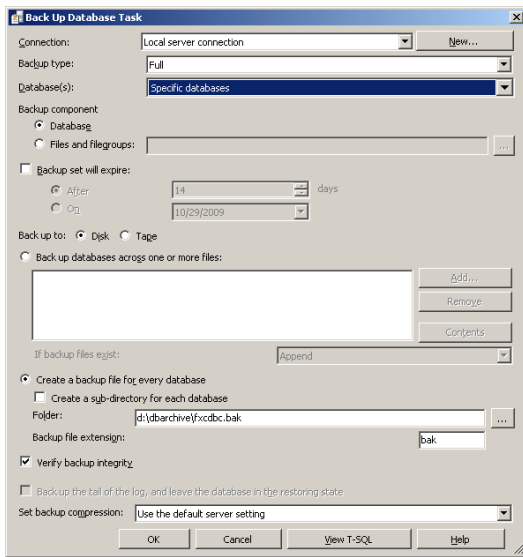 Back Up Database Task
Connection: Local server connection New...
Backup type: Full
Database(s): Specific databases
Backup component
Database
Files and filegroups: ...
Backup set will expire:
After 14 days
On 10/29/2009
Back up to: Disk Tape
Back up databases across one or more files:
Add...
Remove
Contents
If backup files exist: Append
Create a backup file for every database
Create a sub-directory for each database
Folder: d:\dbarchive\fxcdbc.bak ...
Backup file extension: bak
Verify backup integrity
Back up the tail of the log, and leave the database in the restoring state
Set backup compression: Use the default server setting
OK Cancel View T-SQL Help